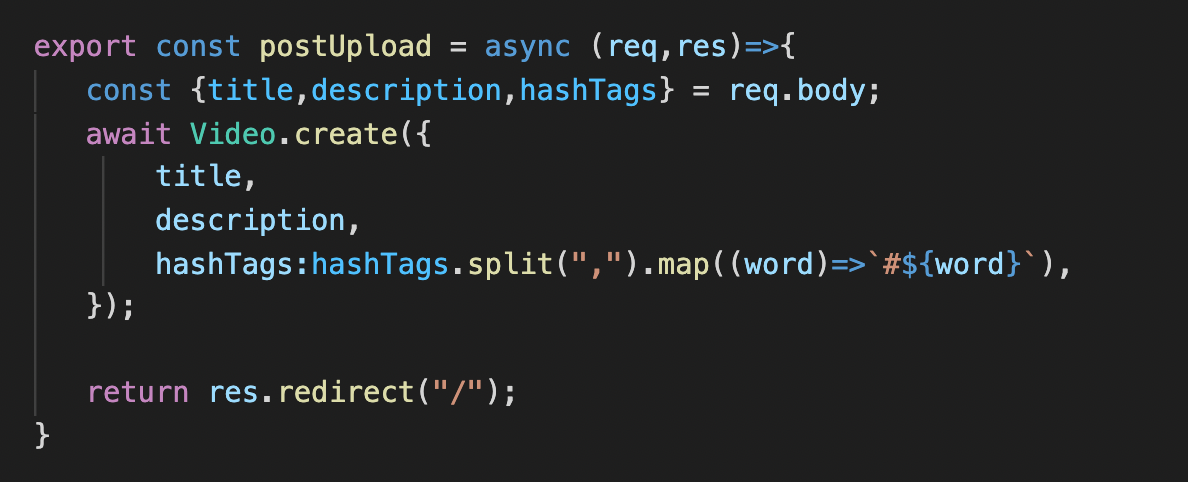 export const postUpload = async (req,res)=>{
const {title,description,hashTags} = req.body;
await Video.create({
title,
description,
hashTags:hashTags.split(",").map((word)=>`#${word}`),
});
return res.redirect("/");
}